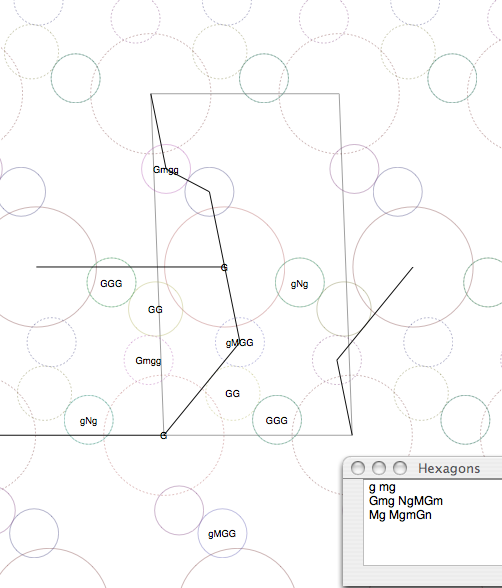 Gmgg
G
GGG
gNg
GG
gMGG
Gmgg
GG
gNg
GGG
G
Hexagons
g mg
Gmg NgMGm
Mg MgmGn
gMGG